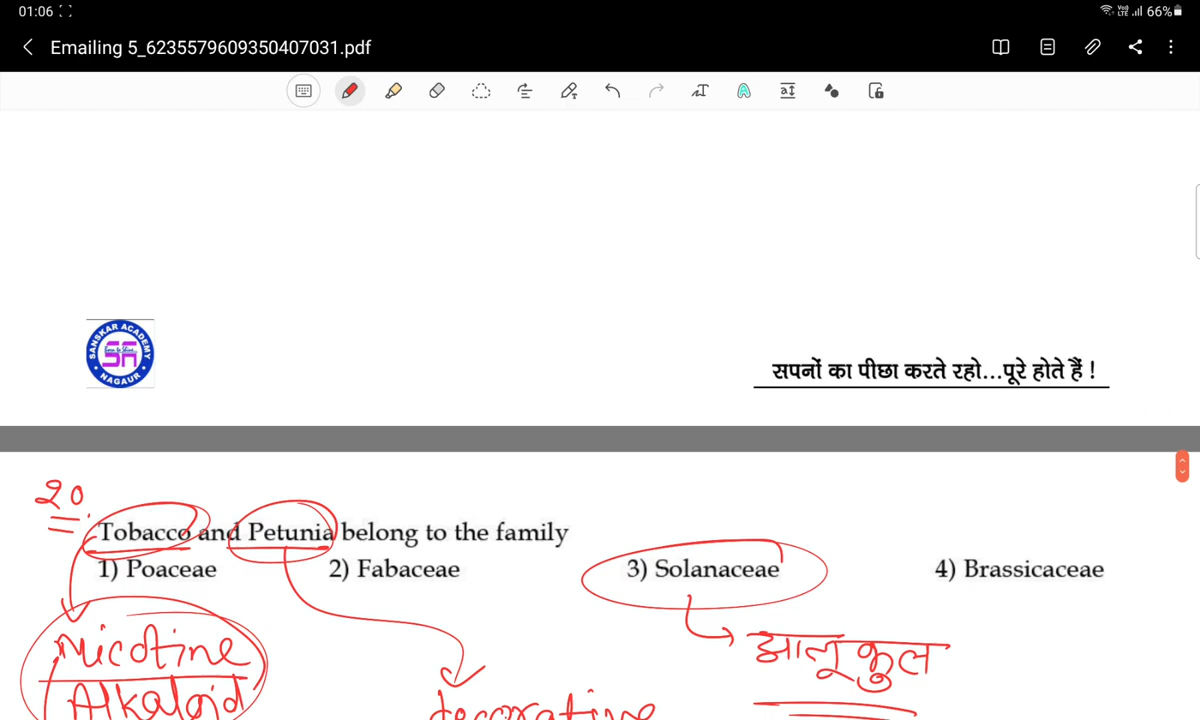 01:06
66%
Emailing 5_6235579609350407031.pdf
SANSKAR ACADEMY
SA
NAGAUR
सपनों का पीछा करते रहो...पूरे होते हैं !
20.
Tobacco and Petunia belong to the family
1) Poaceae 2) Fabaceae 3) Solanaceae 4) Brassicaceae
Nicotine
Alkaloid
decorative
आलू कुल